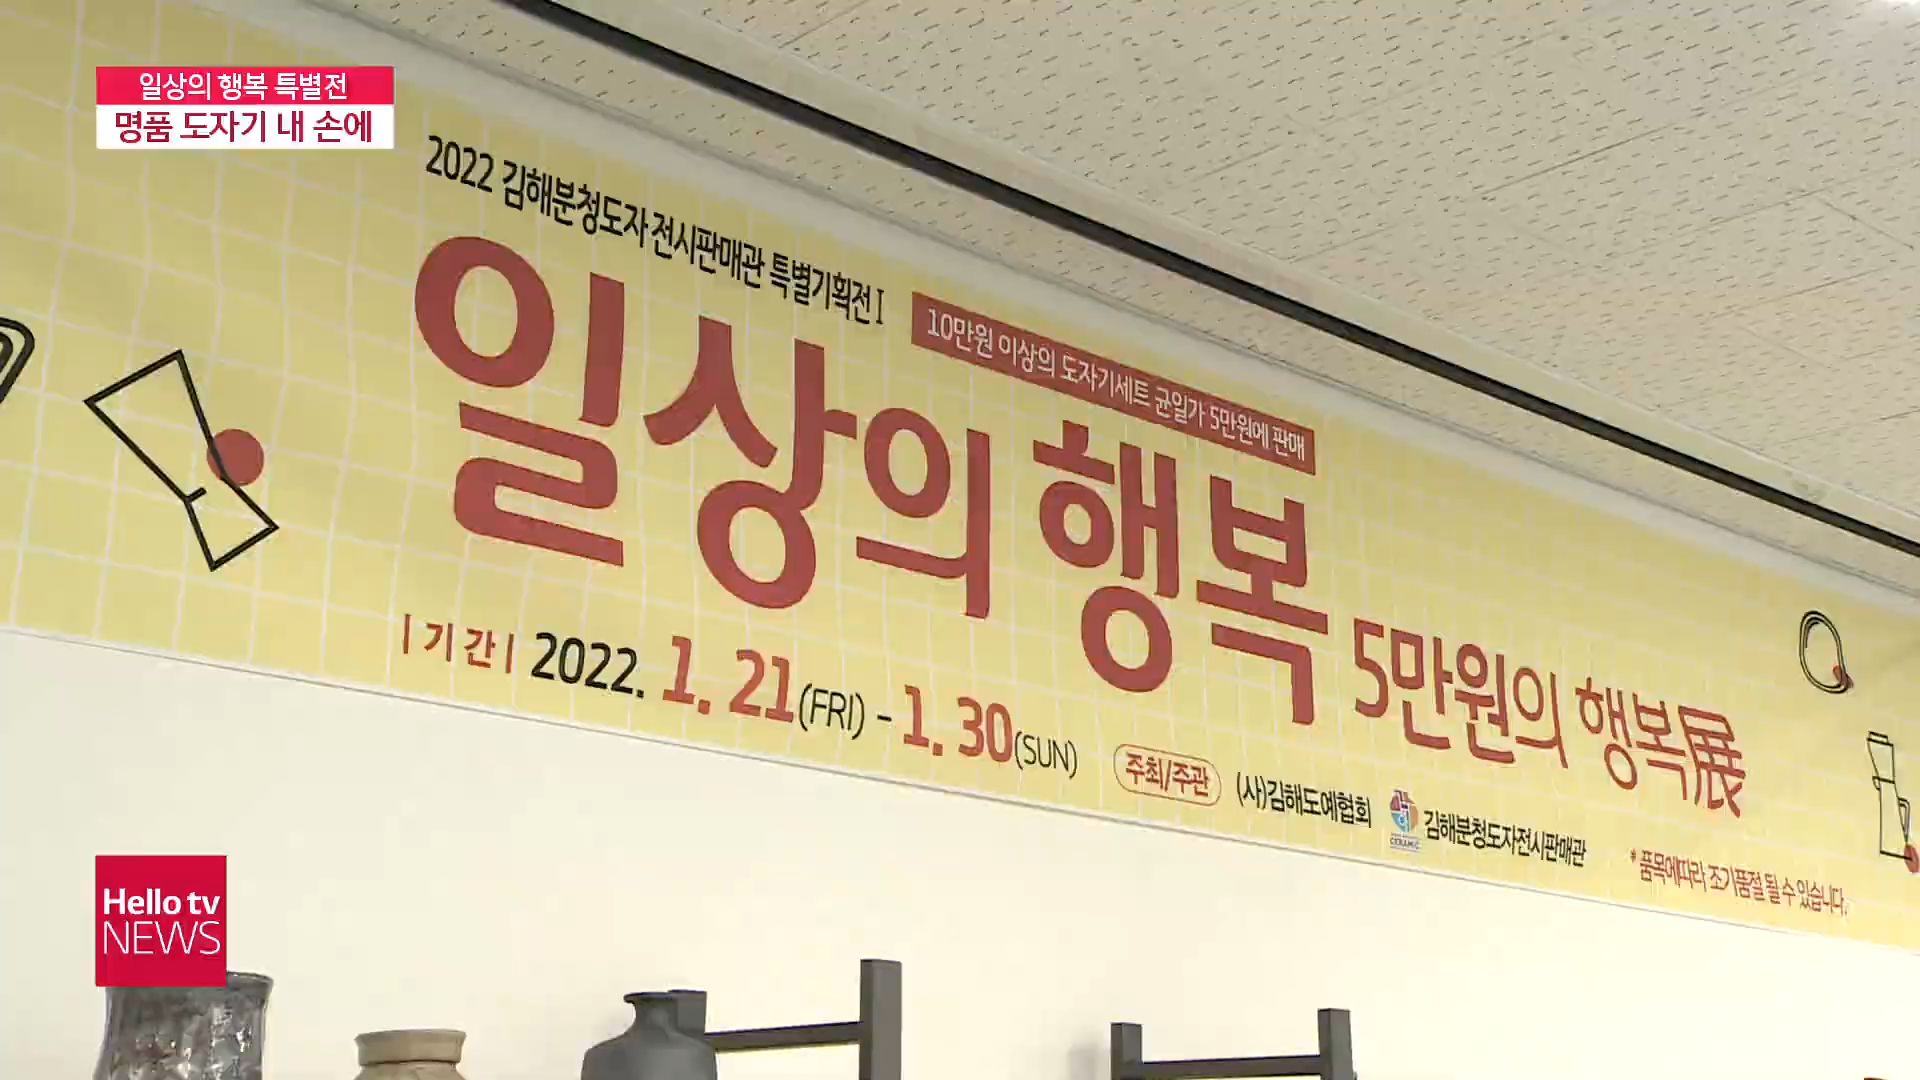 일상의 행복 특별전
명품 도자기 내 손에
2022 김해분청도자 전시판매관 특별기획전 I
10만원 이상의 도자기세트 균일가 5만원에 판매
일상의 행복 5만원의 행복展
| 기 간 | 2022. 1. 21(FRI) - 1. 30(SUN)
주최/주관 (사)김해도예협회 CERAMIC 김해분청도자전시판매관
* 품목에따라 조기품절 될 수 있습니다.
Hello tv
NEWS